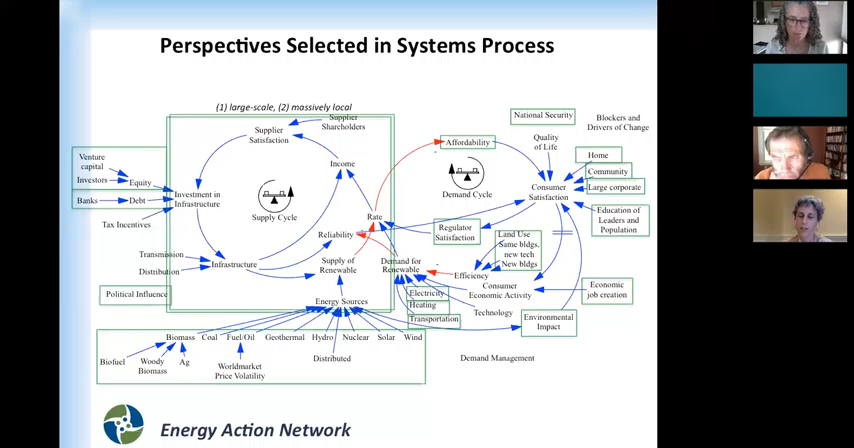 Perspectives Selected in Systems Process
(1) large-scale, (2) massively local
Supplier
Shareholders
Supplier
Satisfaction
Affordability
National Security
Blockers and
Drivers of Change
Quality
of Life
Venture
capital
Investors
Equity
Banks
Debt
Tax Incentives
Investment in
Infrastructure
Income
Supply Cycle
Demand Cycle
Home
Community
Large corporate
Consumer
Satisfaction
Education of
Leaders and
Population
Rate
Reliability
Regulator
Satisfaction
Land Use
Same bldgs,
new tech
New bldgs
Transmission
Distribution
Infrastructure
Supply of
Renewable
Demand for
Renewable
Efficiency
Consumer
Economic Activity
Economic
job creation
Political Influence
Energy Sources
Electricity
Heating
Transportation
Technology
Environmental
Impact
Biomass
Coal
Fuel/Oil
Geothermal
Hydro
Nuclear
Solar
Wind
Biofuel
Woody
Biomass
Ag
Worldmarket
Price Volatility
Distributed
Demand Management
Energy Action Network